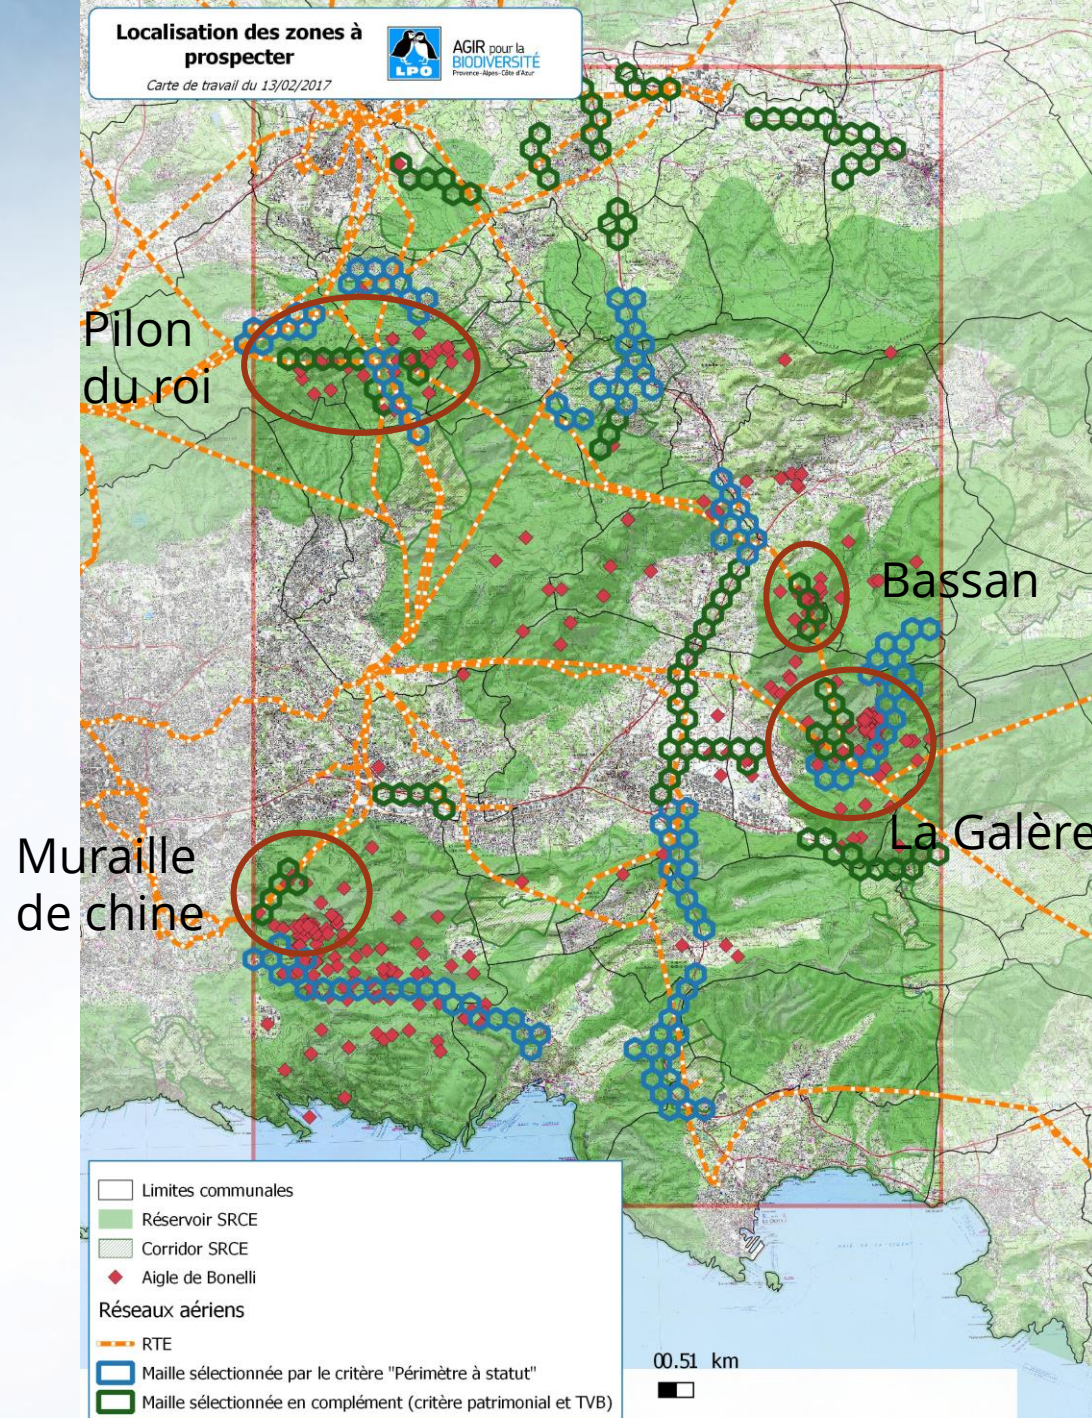 Localisation des zones à
prospecter
Carte de travail du 13/02/2017
LPO
AGIR pour la
BIODIVERSITÉ
Provence-Alpes-Côte d'Azur
Pilon
du roi
Bassan
La Galère
Muraille
de chine
Limites communales
Réservoir SRCE
Corridor SRCE
Aigle de Bonelli
Réseaux aériens
RTE
Maille sélectionnée par le critère "Périmètre à statut"
Maille sélectionnée en complément (critère patrimonial et TVB)
00.51 km